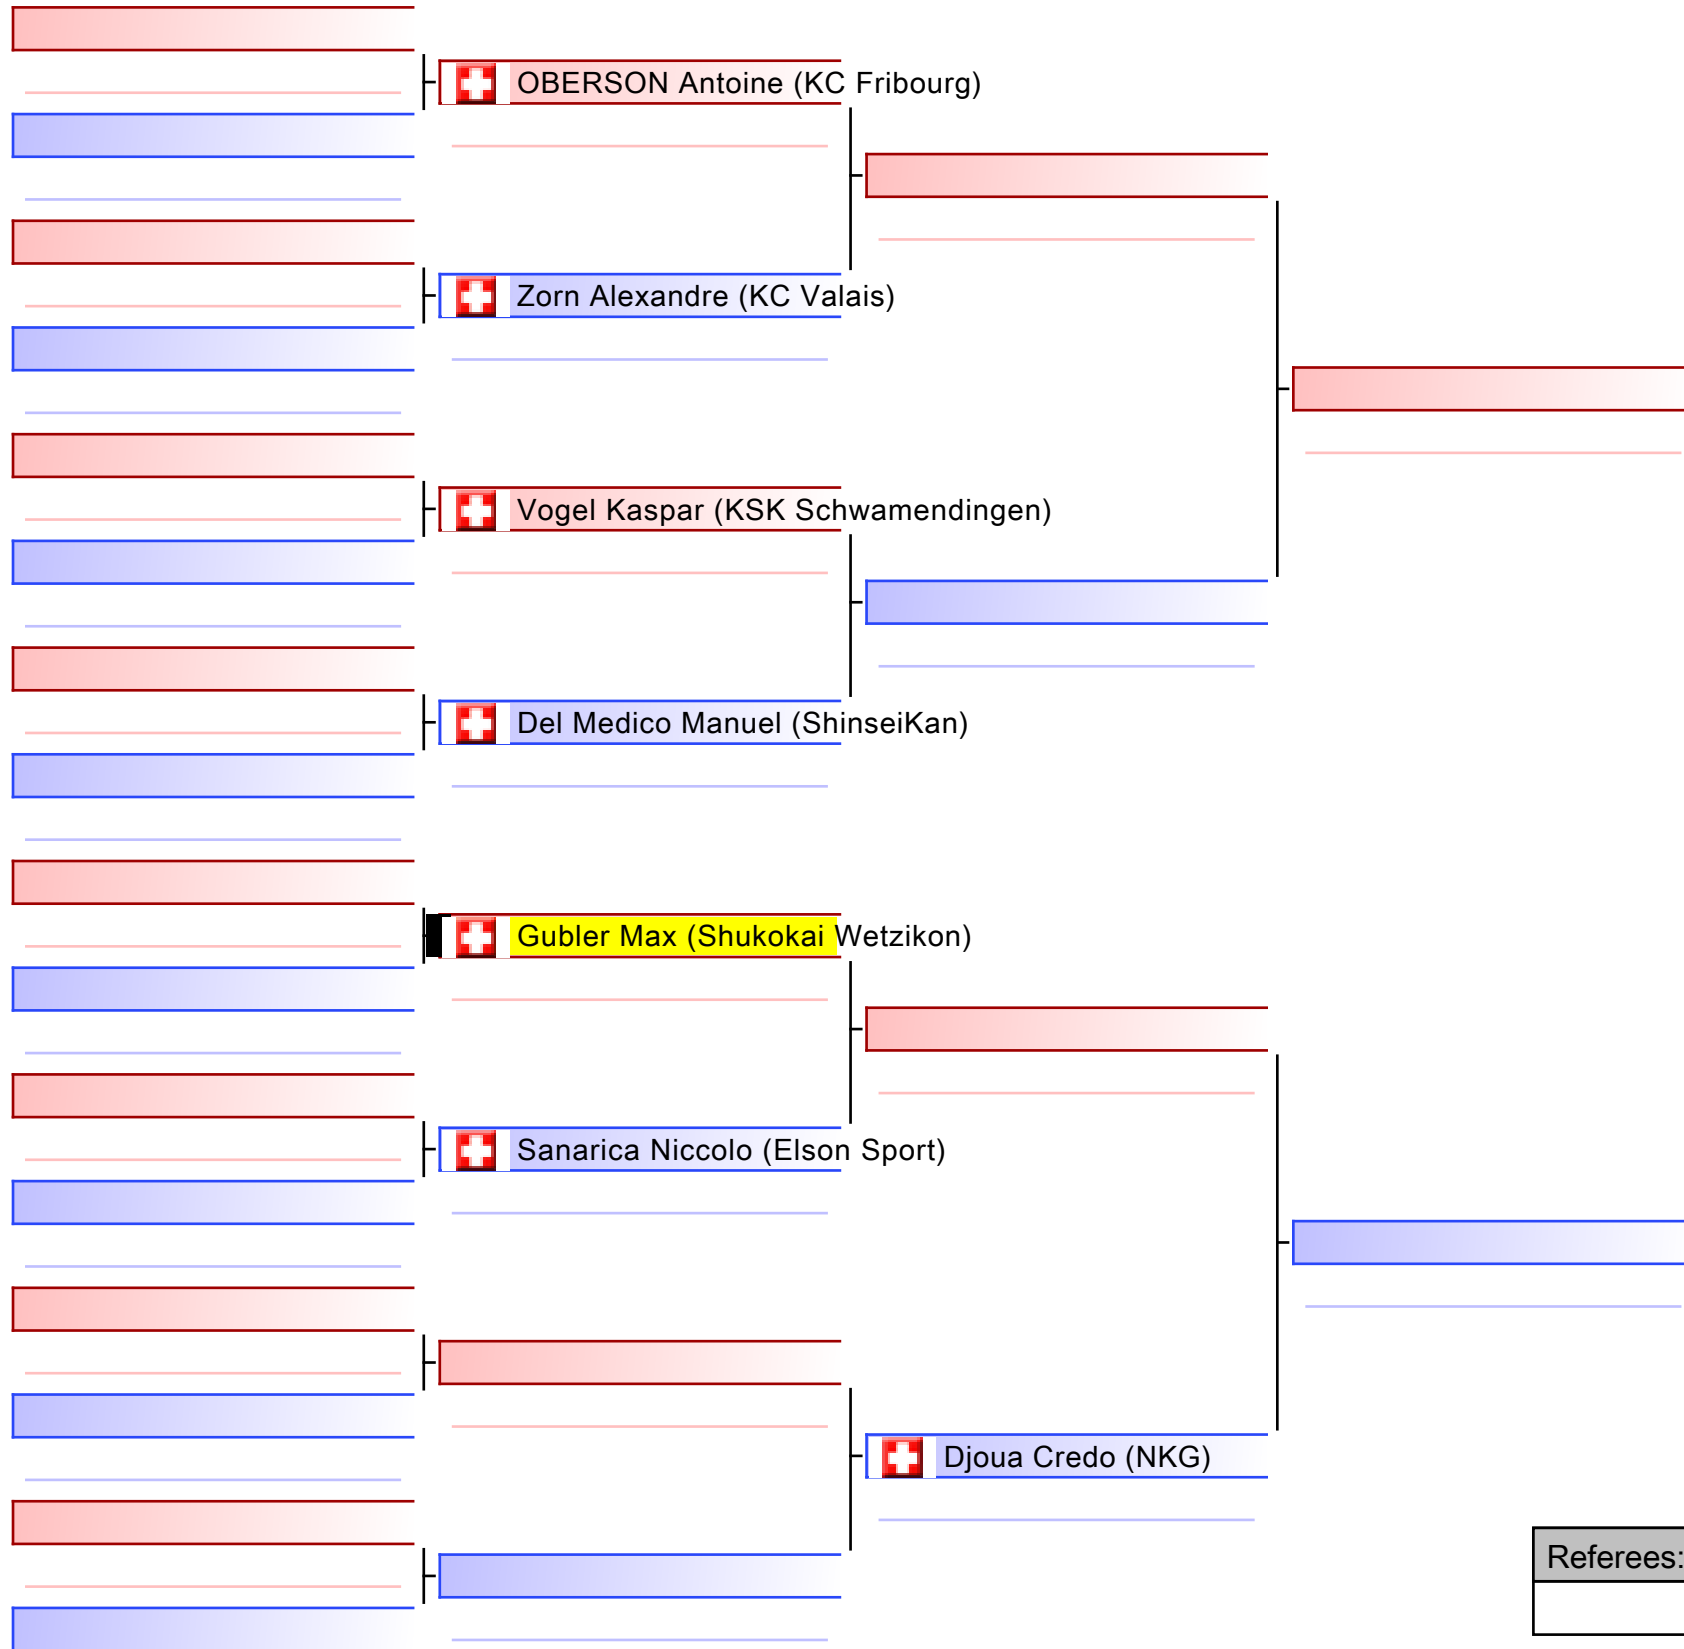 OBERSON Antoine (KC Fribourg)
Zorn Alexandre (KC Valais)
Vogel Kaspar (KSK Schwamendingen)
Del Medico Manuel (ShinseiKan)
Gubler Max (Shukokai Wetzikon)
Sanarica Niccolo (Elson Sport)
Djoua Credo (NKG)
Referees: